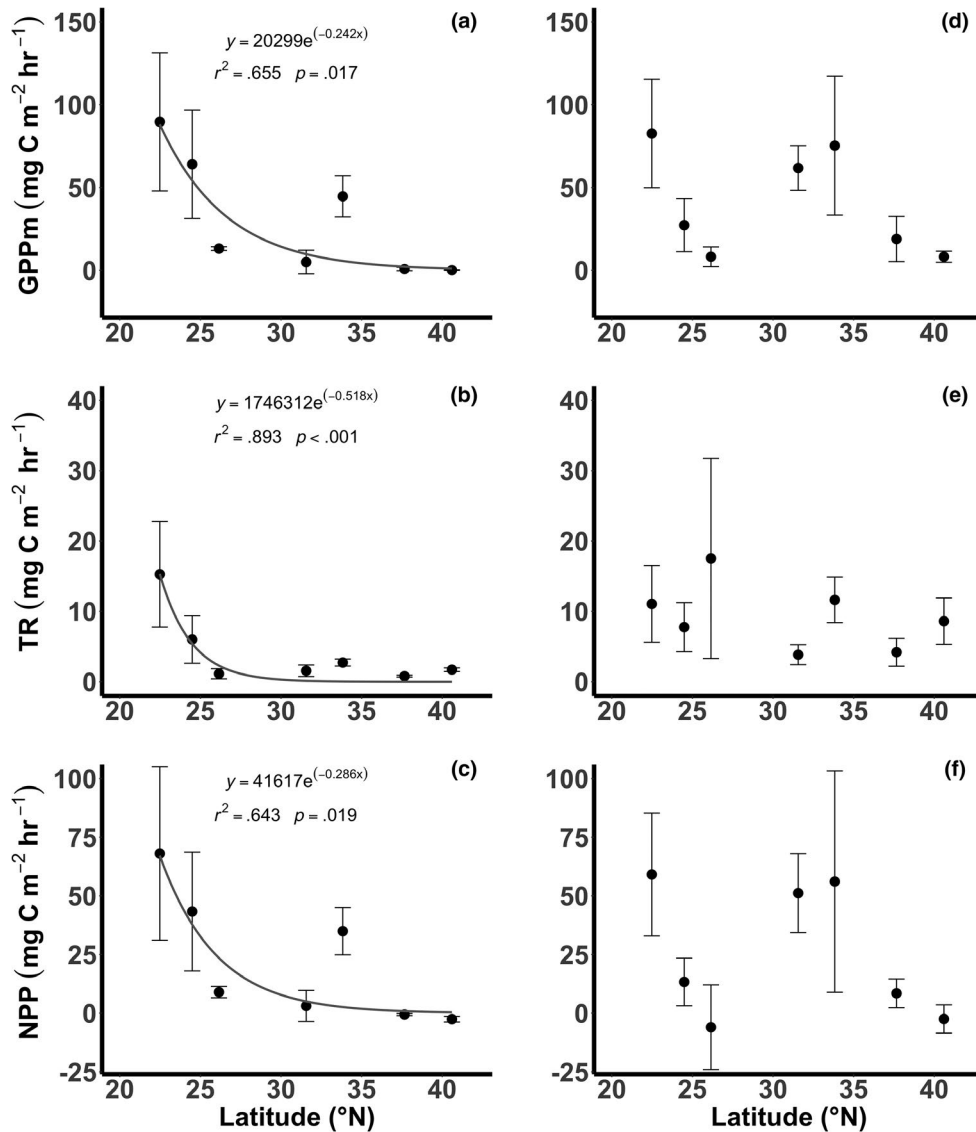 (a)
y = 20299e^(−0.242x)
r² = .655 p = .017
GPPm (mg C m⁻² hr⁻¹)
150
100
50
0
20 25 30 35 40
(d)
150
100
50
0
20 25 30 35 40
(b)
y = 1746312e^(−0.518x)
r² = .893 p < .001
TR (mg C m⁻² hr⁻¹)
40
30
20
10
0
20 25 30 35 40
(e)
40
30
20
10
0
20 25 30 35 40
(c)
y = 41617e^(−0.286x)
r² = .643 p = .019
NPP (mg C m⁻² hr⁻¹)
100
75
50
25
0
-25
20 25 30 35 40
Latitude (°N)
(f)
100
75
50
25
0
-25
20 25 30 35 40
Latitude (°N)